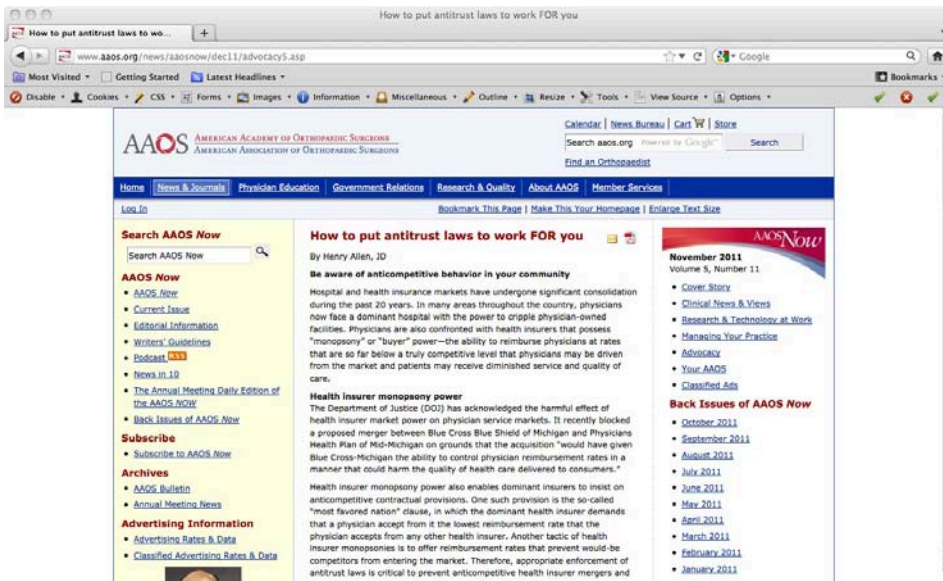 How to put antitrust laws to work FOR you
How to put antitrust laws to wo...
+
www.aaos.org/news/aaosnow/dec11/advocacy5.asp
Google
Most Visited
Getting Started
Latest Headlines
Bookmarks
Disable
Cookies
CSS
Forms
Images
Information
Miscellaneous
Outline
Resize
Tools
View Source
Options
AAOS
AMERICAN ACADEMY OF ORTHOPAEDIC SURGEONS
AMERICAN ASSOCIATION OF ORTHOPAEDIC SURGEONS
Calendar | News Bureau | Cart | Store
Search aaos.org powered by Google™ Search
Find an Orthopaedist
Home | News & Journals | Physician Education | Government Relations | Research & Quality | About AAOS | Member Services
Log In
Bookmark This Page | Make This Your Homepage | Enlarge Text Size
Search AAOS Now
Search AAOS Now
AAOS Now
• AAOS Now
• Current Issue
• Editorial Information
• Writers' Guidelines
• Podcast RSS
• News in 10
• The Annual Meeting Daily Edition of
the AAOS NOW
• Back Issues of AAOS Now
Subscribe
• Subscribe to AAOS Now
Archives
• AAOS Bulletin
• Annual Meeting News
Advertising Information
• Advertising Rates & Data
• Classified Advertising Rates & Data
How to put antitrust laws to work FOR you
By Henry Allen, JD
Be aware of anticompetitive behavior in your community
Hospital and health insurance markets have undergone significant consolidation
during the past 20 years. In many areas throughout the country, physicians
now face a dominant hospital with the power to cripple physician-owned
facilities. Physicians are also confronted with health insurers that possess
"monopsony" or "buyer" power—the ability to reimburse physicians at rates
that are so far below a truly competitive level that physicians may be driven
from the market and patients may receive diminished service and quality of
care.
Health insurer monopsony power
The Department of Justice (DOJ) has acknowledged the harmful effect of
health insurer market power on physician service markets. It recently blocked
a proposed merger between Blue Cross Blue Shield of Michigan and Physicians
Health Plan of Mid-Michigan on grounds that the acquisition "would have given
Blue Cross-Michigan the ability to control physician reimbursement rates in a
manner that could harm the quality of health care delivered to consumers."
Health insurer monopsony power also enables dominant insurers to insist on
anticompetitive contractual provisions. One such provision is the so-called
"most favored nation" clause, in which the dominant health insurer demands
that a physician accept from it the lowest reimbursement rate that the
physician accepts from any other health insurer. Another tactic of health
insurer monopsonies is to offer reimbursement rates that prevent would-be
competitors from entering the market. Therefore, appropriate enforcement of
antitrust laws is critical to prevent anticompetitive health insurer mergers and
AAOS Now
November 2011
Volume 5, Number 11
• Cover Story
• Clinical News & Views
• Research & Technology at Work
• Managing Your Practice
• Advocacy
• Your AAOS
• Classified Ads
Back Issues of AAOS Now
• October 2011
• September 2011
• August 2011
• July 2011
• June 2011
• May 2011
• April 2011
• March 2011
• February 2011
• January 2011